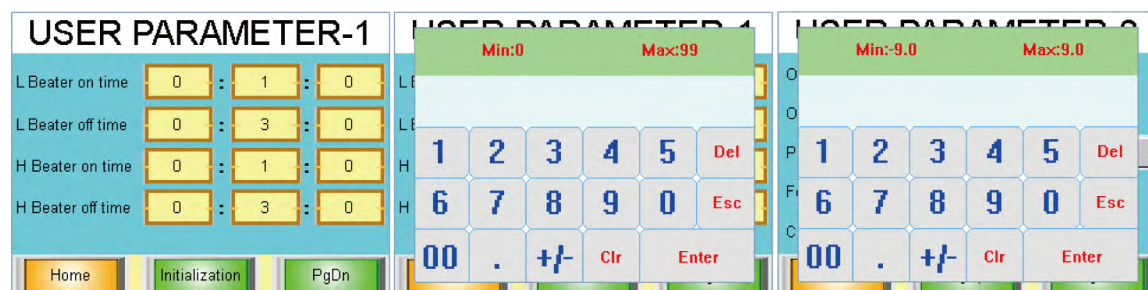 USER PARAMETER-1
L Beater on time 0 : 1 : 0
L Beater off time 0 : 3 : 0
H Beater on time 0 : 1 : 0
H Beater off time 0 : 3 : 0
Home Initialization PgDn
Min:0 Max:99
1 2 3 4 5 Del
6 7 8 9 0 Esc
00 . +/- Clr Enter
Min:-9.0 Max:9.0
1 2 3 4 5 Del
6 7 8 9 0 Esc
00 . +/- Clr Enter